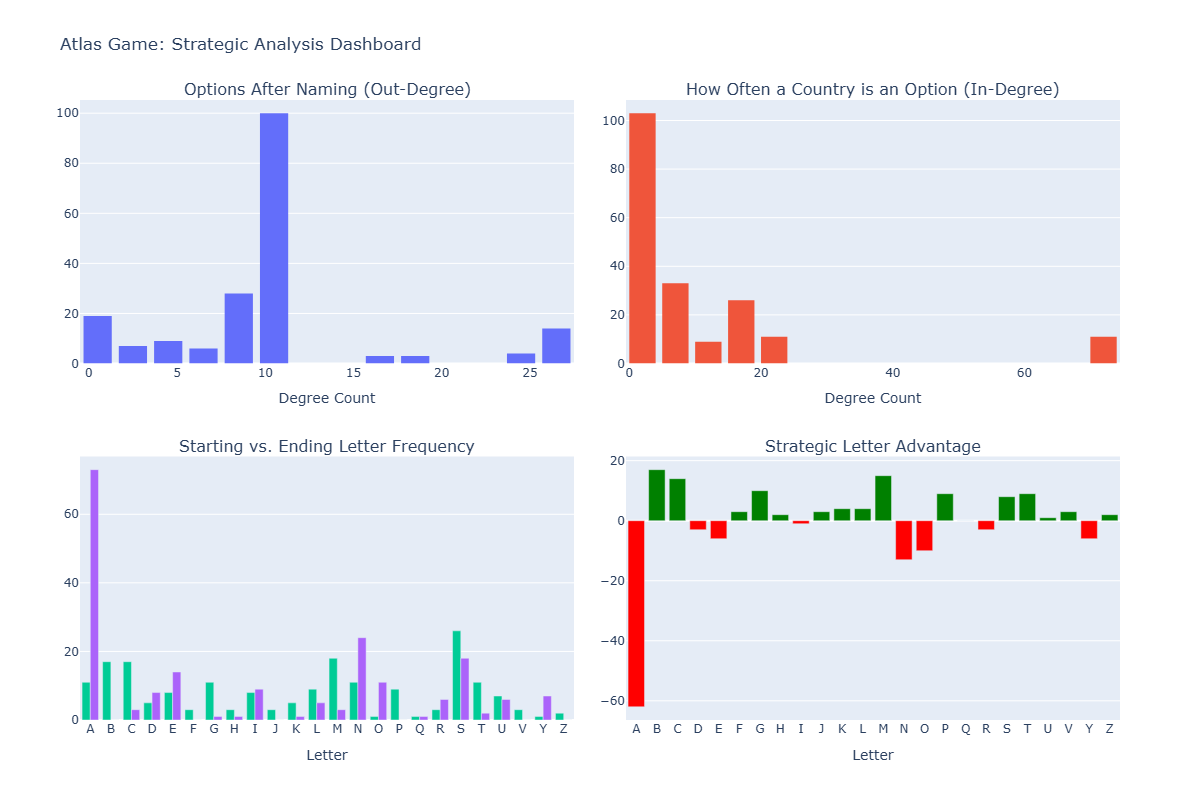 Atlas Game: Strategic Analysis Dashboard
Options After Naming (Out-Degree)
100
80
60
40
20
0
0 5 10 15 20 25
Degree Count
How Often a Country is an Option (In-Degree)
100
80
60
40
20
0
0 20 40 60
Degree Count
Starting vs. Ending Letter Frequency
60
40
20
0
A B C D E F G H I J K L M N O P Q R S T U V Y Z
Letter
Strategic Letter Advantage
20
0
−20
−40
−60
A B C D E F G H I J K L M N O P Q R S T U V Y Z
Letter